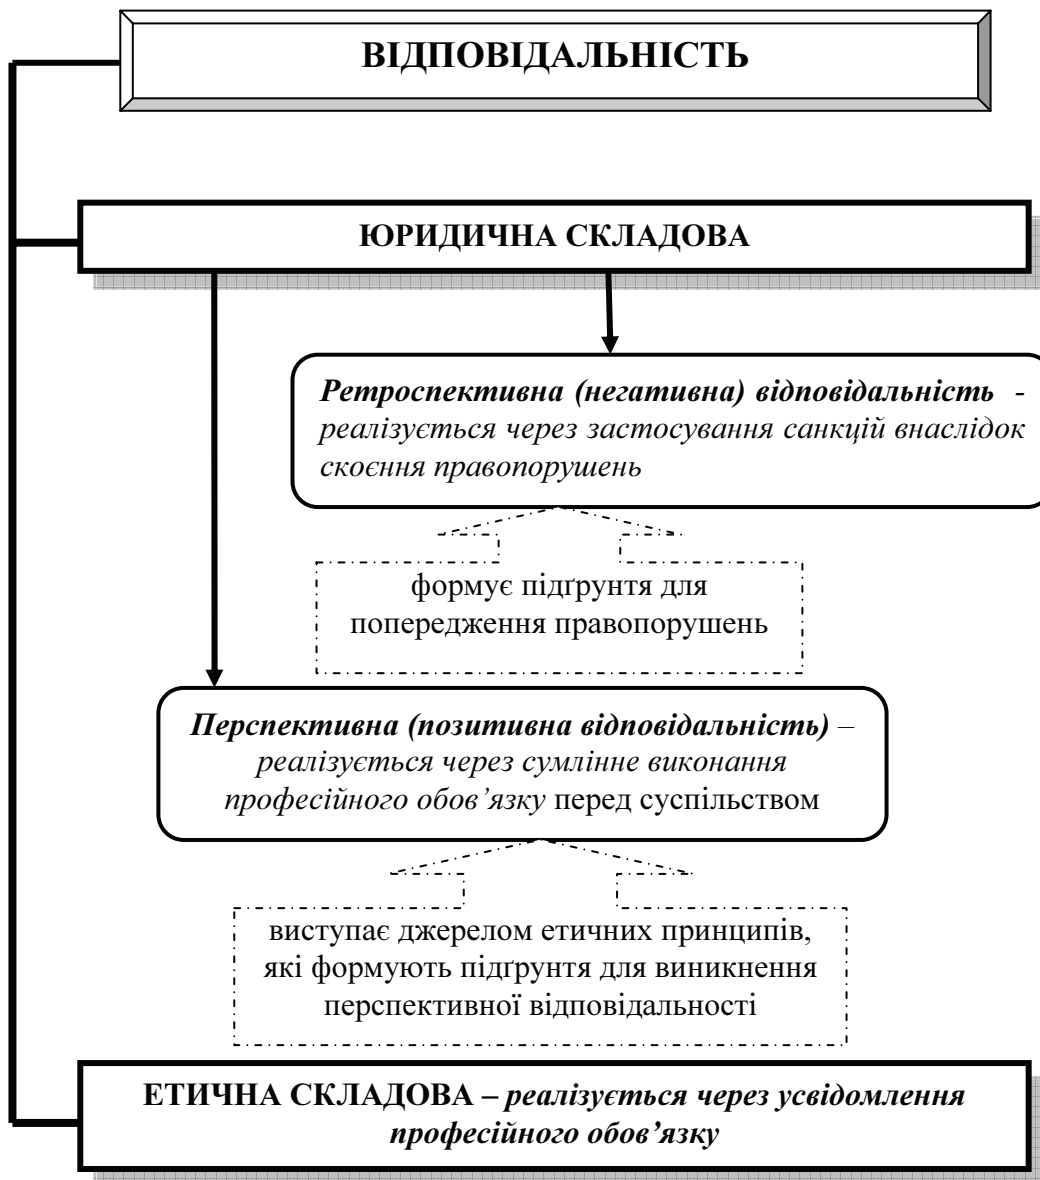 ВІДПОВІДАЛЬНІСТЬ
ЮРИДИЧНА СКЛАДОВА
Ретроспективна (негативна) відповідальність -
реалізується через застосування санкцій внаслідок
скоєння правопорушень
формує підґрунтя для
попередження правопорушень
Перспективна (позитивна відповідальність) –
реалізується через сумлінне виконання
професійного обов’язку перед суспільством
виступає джерелом етичних принципів,
які формують підґрунтя для виникнення
перспективної відповідальності
ЕТИЧНА СКЛАДОВА – реалізується через усвідомлення
професійного обов’язку